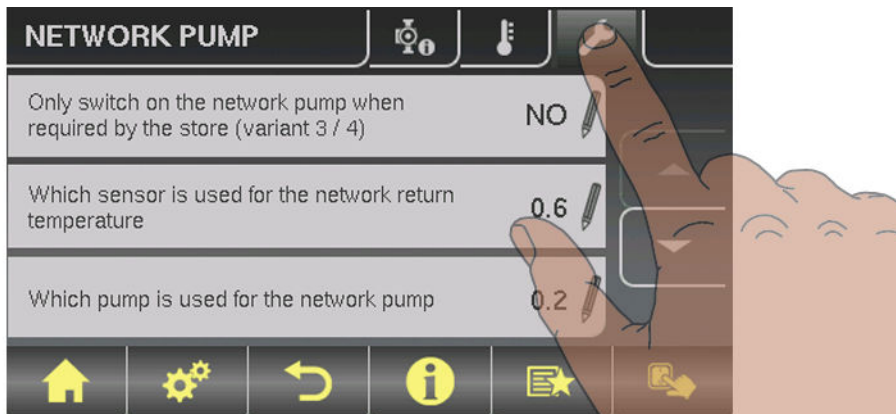 NETWORK PUMP
Only switch on the network pump when
required by the store (variant 3 / 4)
NO
Which sensor is used for the network return
temperature
0.6
Which pump is used for the network pump
0.2